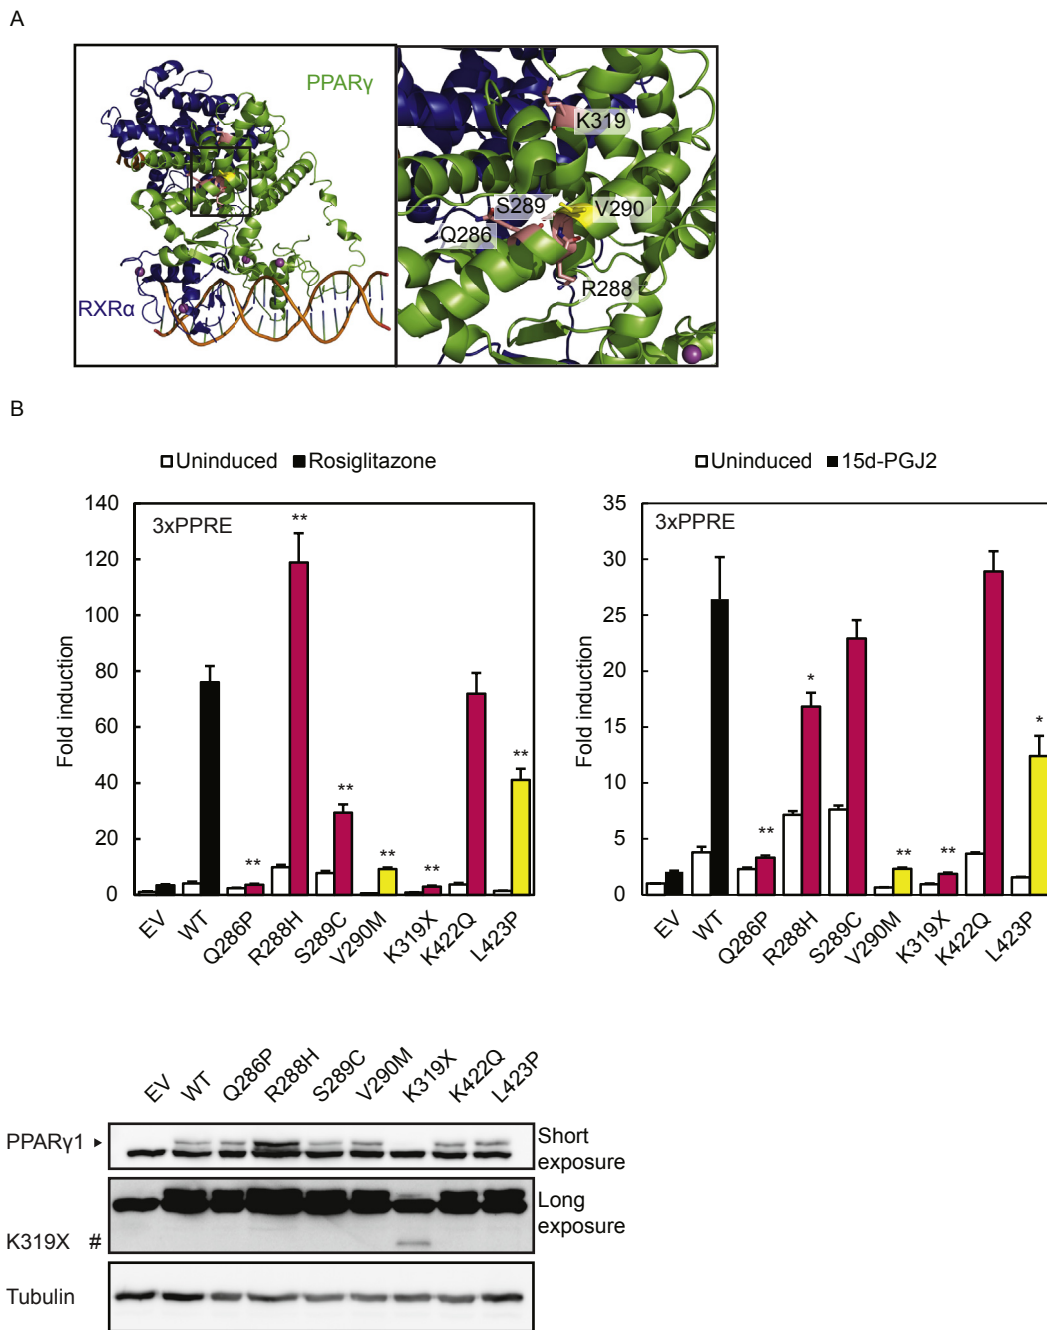 A
PPARγ
RXRα
K319
S289
V290
Q286
R288
B
Uninduced Rosiglitazone
3xPPRE
Fold induction
140
120
100
80
60
40
20
0
** ** ** ** ** **
EV WT Q286P R288H S289C V290M K319X K422Q L423P
Uninduced 15d-PGJ2
3xPPRE
Fold induction
35
30
25
20
15
10
5
0
** * ** ** *
EV WT Q286P R288H S289C V290M K319X K422Q L423P
EV WT Q286P R288H S289C V290M K319X K422Q L423P
PPARγ1
Short
exposure
Long
exposure
K319X #
Tubulin